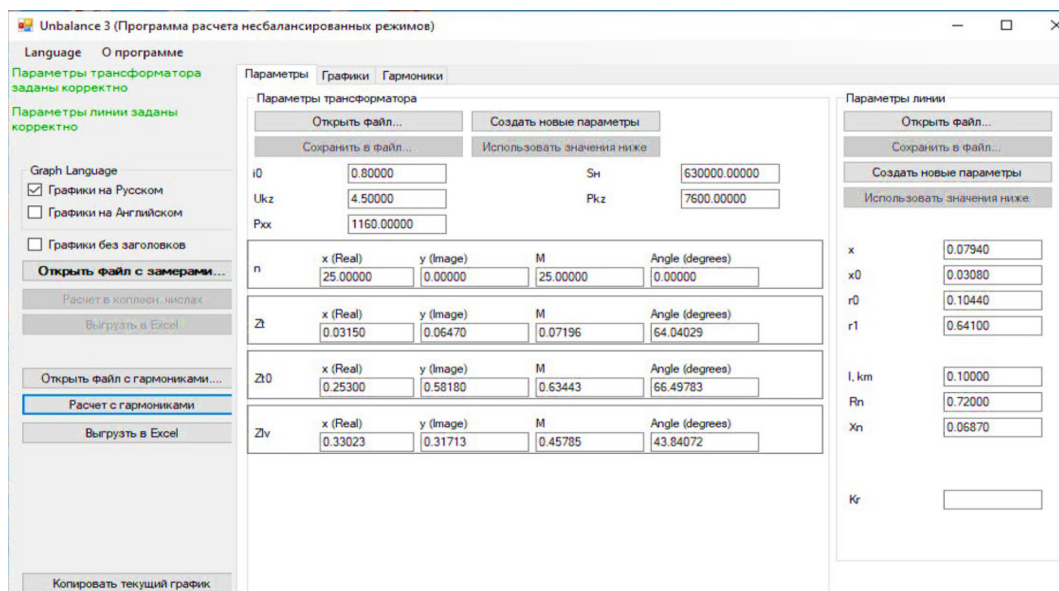 Unbalance 3 (Программа расчета несбалансированных режимов)
Language О программе
Параметры трансформатора
заданы корректно
Параметры линии заданы
корректно
Graph Language
Графики на Русском
Графики на Английском
Графики без заголовков
Открыть файл с замерами...
Расчет в коплесн. числах
Выгрузть в Excel
Открыть файл с гармониками....
Расчет с гармониками
Выгрузть в Excel
Копировать текущий график
Параметры Графики Гармоники
Параметры трансформатора
Открыть файл... Создать новые параметры
Сохранить в файл... Использовать значения ниже
i0 0.80000 Sн 630000.00000
Ukz 4.50000 Pkz 7600.00000
Pxx 1160.00000
x (Real) y (Image) M Angle (degrees)
n 25.00000 0.00000 25.00000 0.00000
x (Real) y (Image) M Angle (degrees)
Zt 0.03150 0.06470 0.07196 64.04029
x (Real) y (Image) M Angle (degrees)
Zt0 0.25300 0.58180 0.63443 66.49783
x (Real) y (Image) M Angle (degrees)
Zlv 0.33023 0.31713 0.45785 43.84072
Параметры линии
Открыть файл...
Сохранить в файл...
Создать новые параметры
Использовать значения ниже.
x 0.07940
x0 0.03080
r0 0.10440
r1 0.64100
l, km 0.10000
Rn 0.72000
Xn 0.06870
Kr